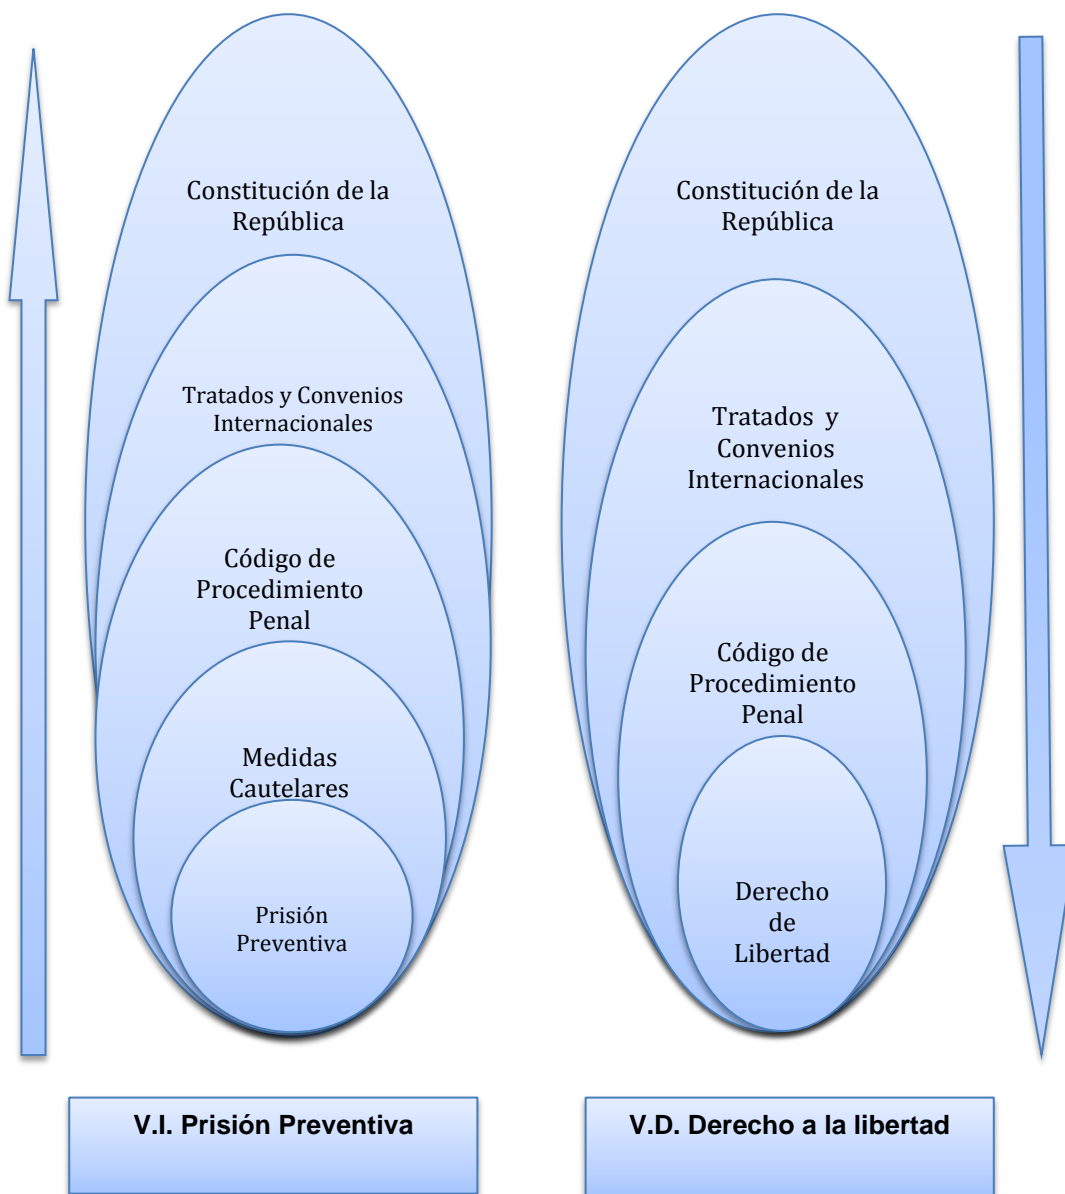 Constitución de la
República
Tratados y Convenios
Internacionales
Código de
Procedimiento
Penal
Medidas
Cautelares
Prisión
Preventiva
V.I. Prisión Preventiva
Constitución de la
República
Tratados y
Convenios
Internacionales
Código de
Procedimiento
Penal
Derecho
de
Libertad
V.D. Derecho a la libertad